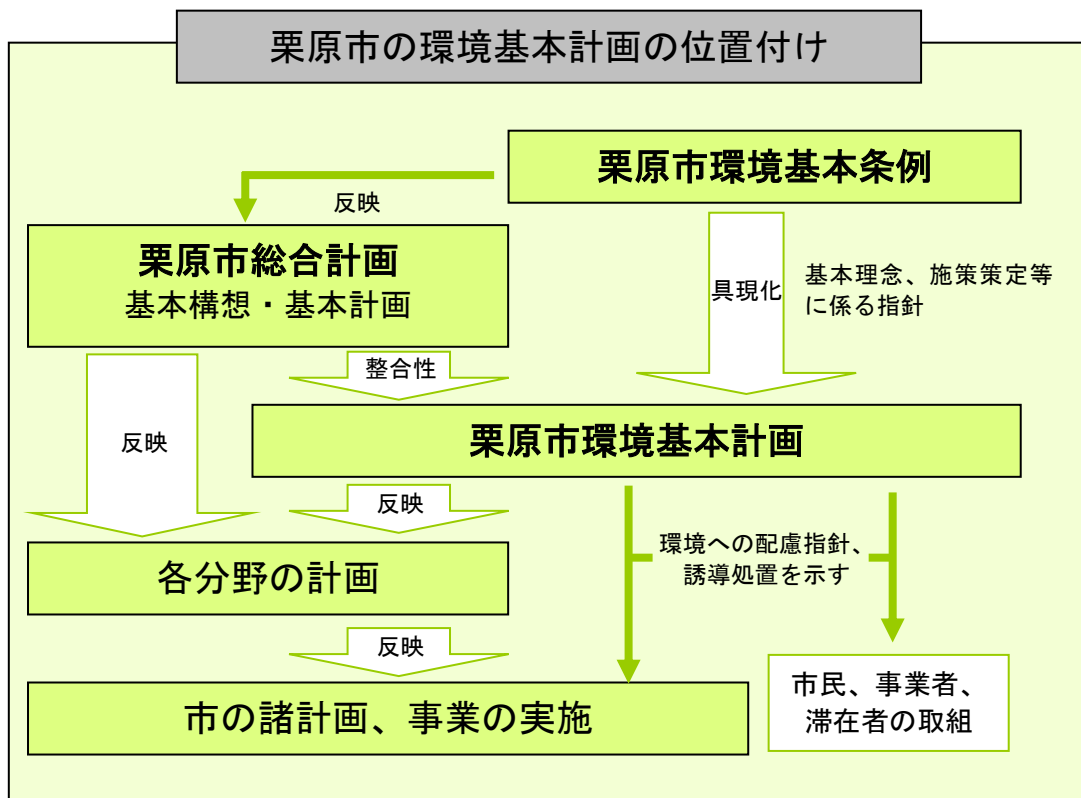 栗原市の環境基本計画の位置付け
栗原市環境基本条例
反映
栗原市総合計画
基本構想・基本計画
具現化
基本理念、施策策定等
に係る指針
整合性
反映
栗原市環境基本計画
反映
環境への配慮指針、
誘導処置を示す
各分野の計画
反映
市の諸計画、事業の実施
市民、事業者、
滞在者の取組